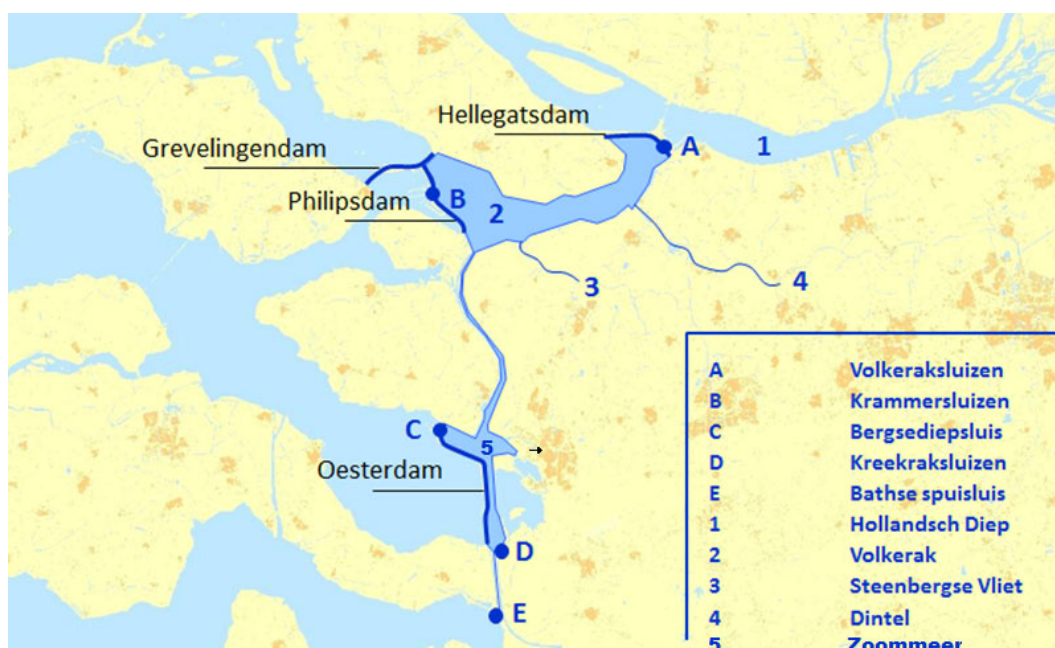 Hellegatsdam
A
1
Grevelingendam
B
Philipsdam
2
3
4
C
5
Oesterdam
D
E
A Volkeraksluizen
B Krammersluizen
C Bergsediepsluis
D Kreekraksluizen
E Bathse spuisluis
1 Hollandsch Diep
2 Volkerak
3 Steenbergse Vliet
4 Dintel
5 Zoommeer